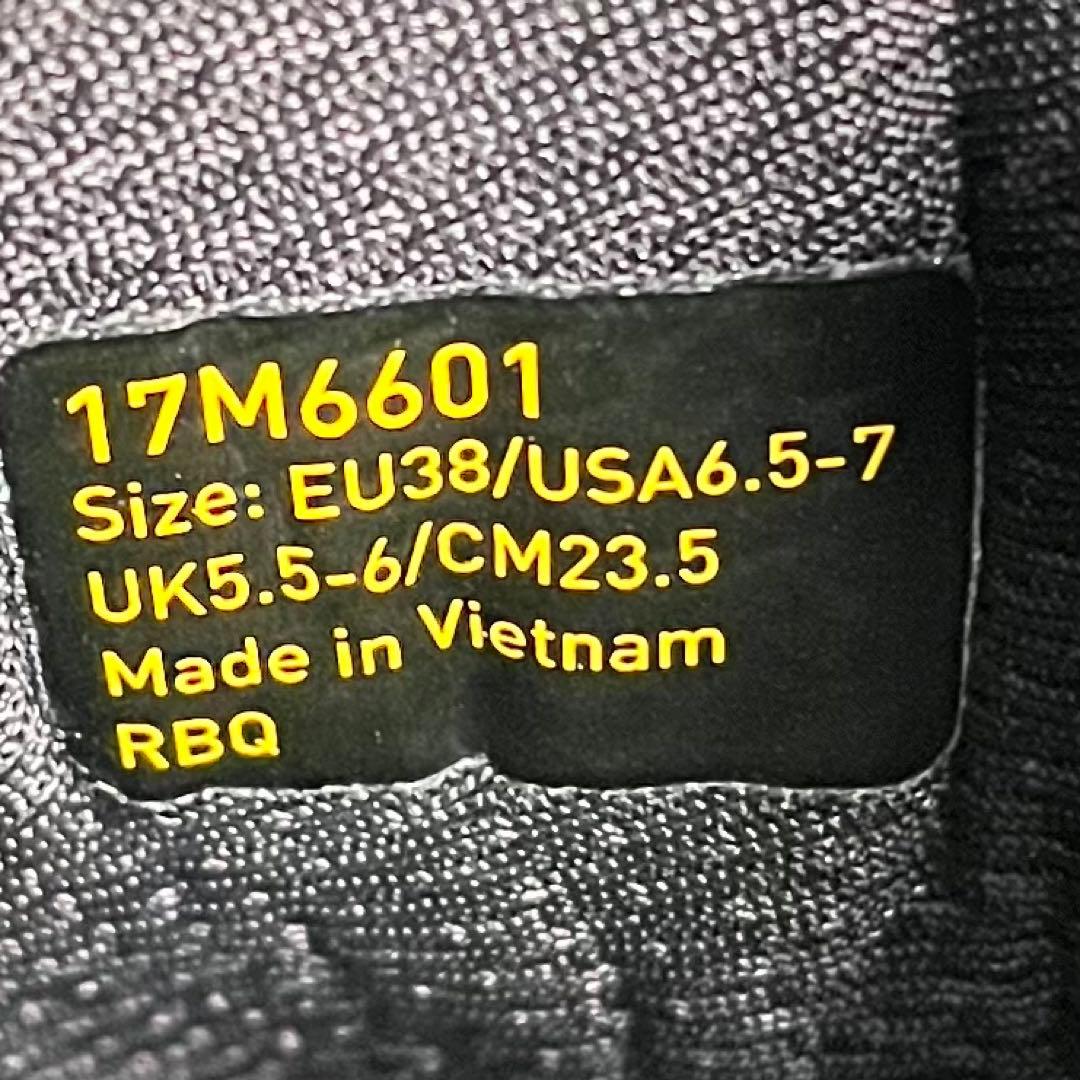 17M6601
Size: EU38/USA6.5-7
UK5.5-6/CM23.5
Made in Vietnam
RBQ